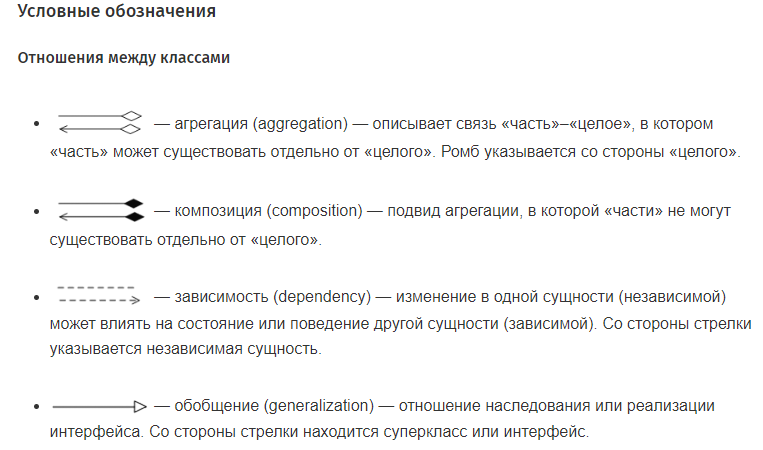 Условные обозначения
Отношения между классами
— агрегация (aggregation) — описывает связь «часть»–«целое», в котором
«часть» может существовать отдельно от «целого». Ромб указывается со стороны «целого».
— композиция (composition) — подвид агрегации, в которой «части» не могут
существовать отдельно от «целого».
— зависимость (dependency) — изменение в одной сущности (независимой)
может влиять на состояние или поведение другой сущности (зависимой). Со стороны стрелки
указывается независимая сущность.
— обобщение (generalization) — отношение наследования или реализации
интерфейса. Со стороны стрелки находится суперкласс или интерфейс.